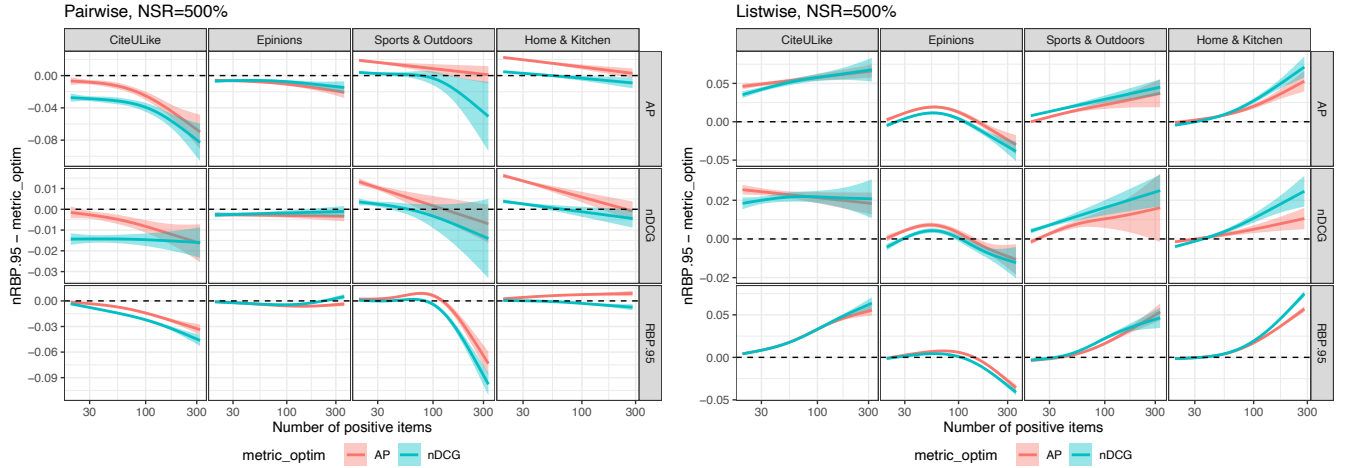 Pairwise, NSR=500%
CiteULike Epinions Sports & Outdoors Home & Kitchen
0.00
−0.04
−0.08
AP
0.01
0.00
−0.01
−0.02
−0.03
nDCG
0.00
−0.03
−0.06
−0.09
RBP.95
nRBP.95 − metric_optim
30 100 300 30 100 300 30 100 300 30 100 300
Number of positive items
metric_optim AP nDCG
Listwise, NSR=500%
CiteULike Epinions Sports & Outdoors Home & Kitchen
0.05
0.00
−0.05
AP
0.02
0.00
−0.02
nDCG
0.05
0.00
−0.05
RBP.95
nRBP.95 − metric_optim
30 100 300 30 100 300 30 100 300 30 100 300
Number of positive items
metric_optim AP nDCG